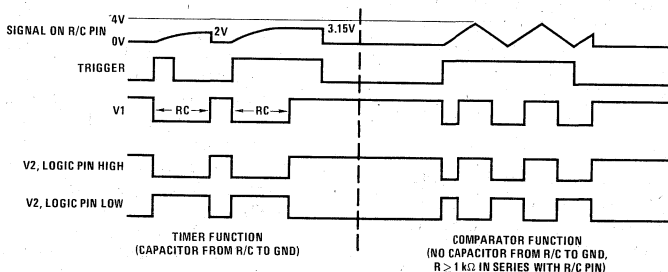 4V
SIGNAL ON R/C PIN
0V
2V
3.15V
TRIGGER
V1
RC
RC
V2, LOGIC PIN HIGH
V2, LOGIC PIN LOW
TIMER FUNCTION
(CAPACITOR FROM R/C TO GND)
COMPARATOR FUNCTION
(NO CAPACITOR FROM R/C TO GND,
R > 1 kΩ IN SERIES WITH R/C PIN)